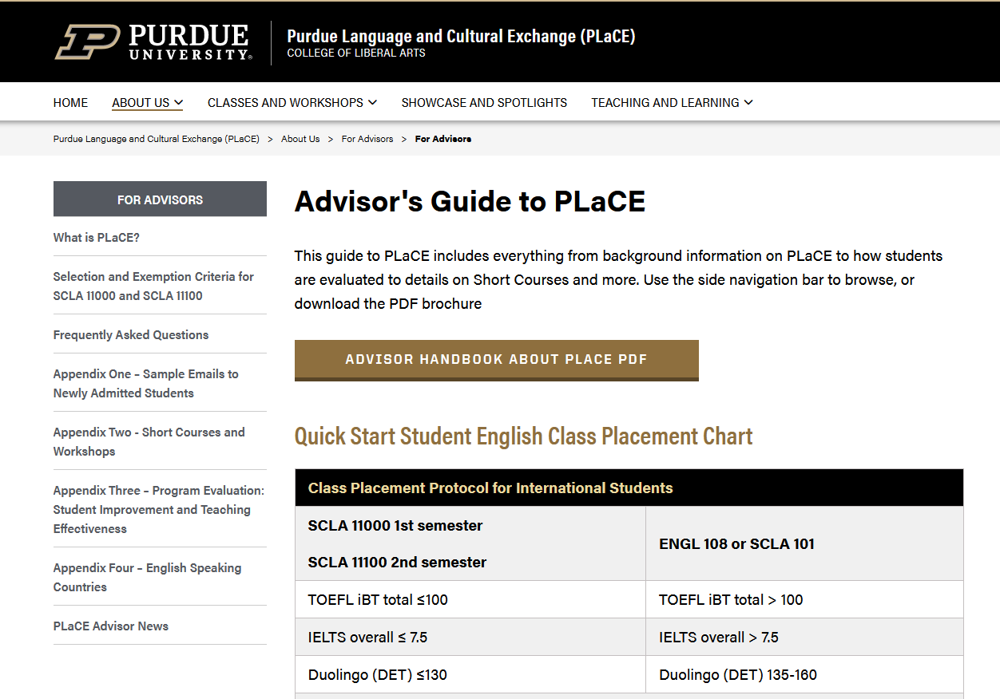 PURDUE
UNIVERSITY®
Purdue Language and Cultural Exchange (PLaCE)
COLLEGE OF LIBERAL ARTS
HOME ABOUT US CLASSES AND WORKSHOPS SHOWCASE AND SPOTLIGHTS TEACHING AND LEARNING
Purdue Language and Cultural Exchange (PLaCE) > About Us > For Advisors > For Advisors
FOR ADVISORS
What is PLaCE?
Selection and Exemption Criteria for
SCLA 11000 and SCLA 11100
Frequently Asked Questions
Appendix One – Sample Emails to
Newly Admitted Students
Appendix Two - Short Courses and
Workshops
Appendix Three – Program Evaluation:
Student Improvement and Teaching
Effectiveness
Appendix Four – English Speaking
Countries
PLaCE Advisor News
Advisor's Guide to PLaCE
This guide to PLaCE includes everything from background information on PLaCE to how students
are evaluated to details on Short Courses and more. Use the side navigation bar to browse, or
download the PDF brochure
ADVISOR HANDBOOK ABOUT PLACE PDF
Quick Start Student English Class Placement Chart
Class Placement Protocol for International Students
SCLA 11000 1st semester
SCLA 11100 2nd semester
ENGL 108 or SCLA 101
TOEFL iBT total ≤100
TOEFL iBT total > 100
IELTS overall ≤ 7.5
IELTS overall > 7.5
Duolingo (DET) ≤130
Duolingo (DET) 135-160